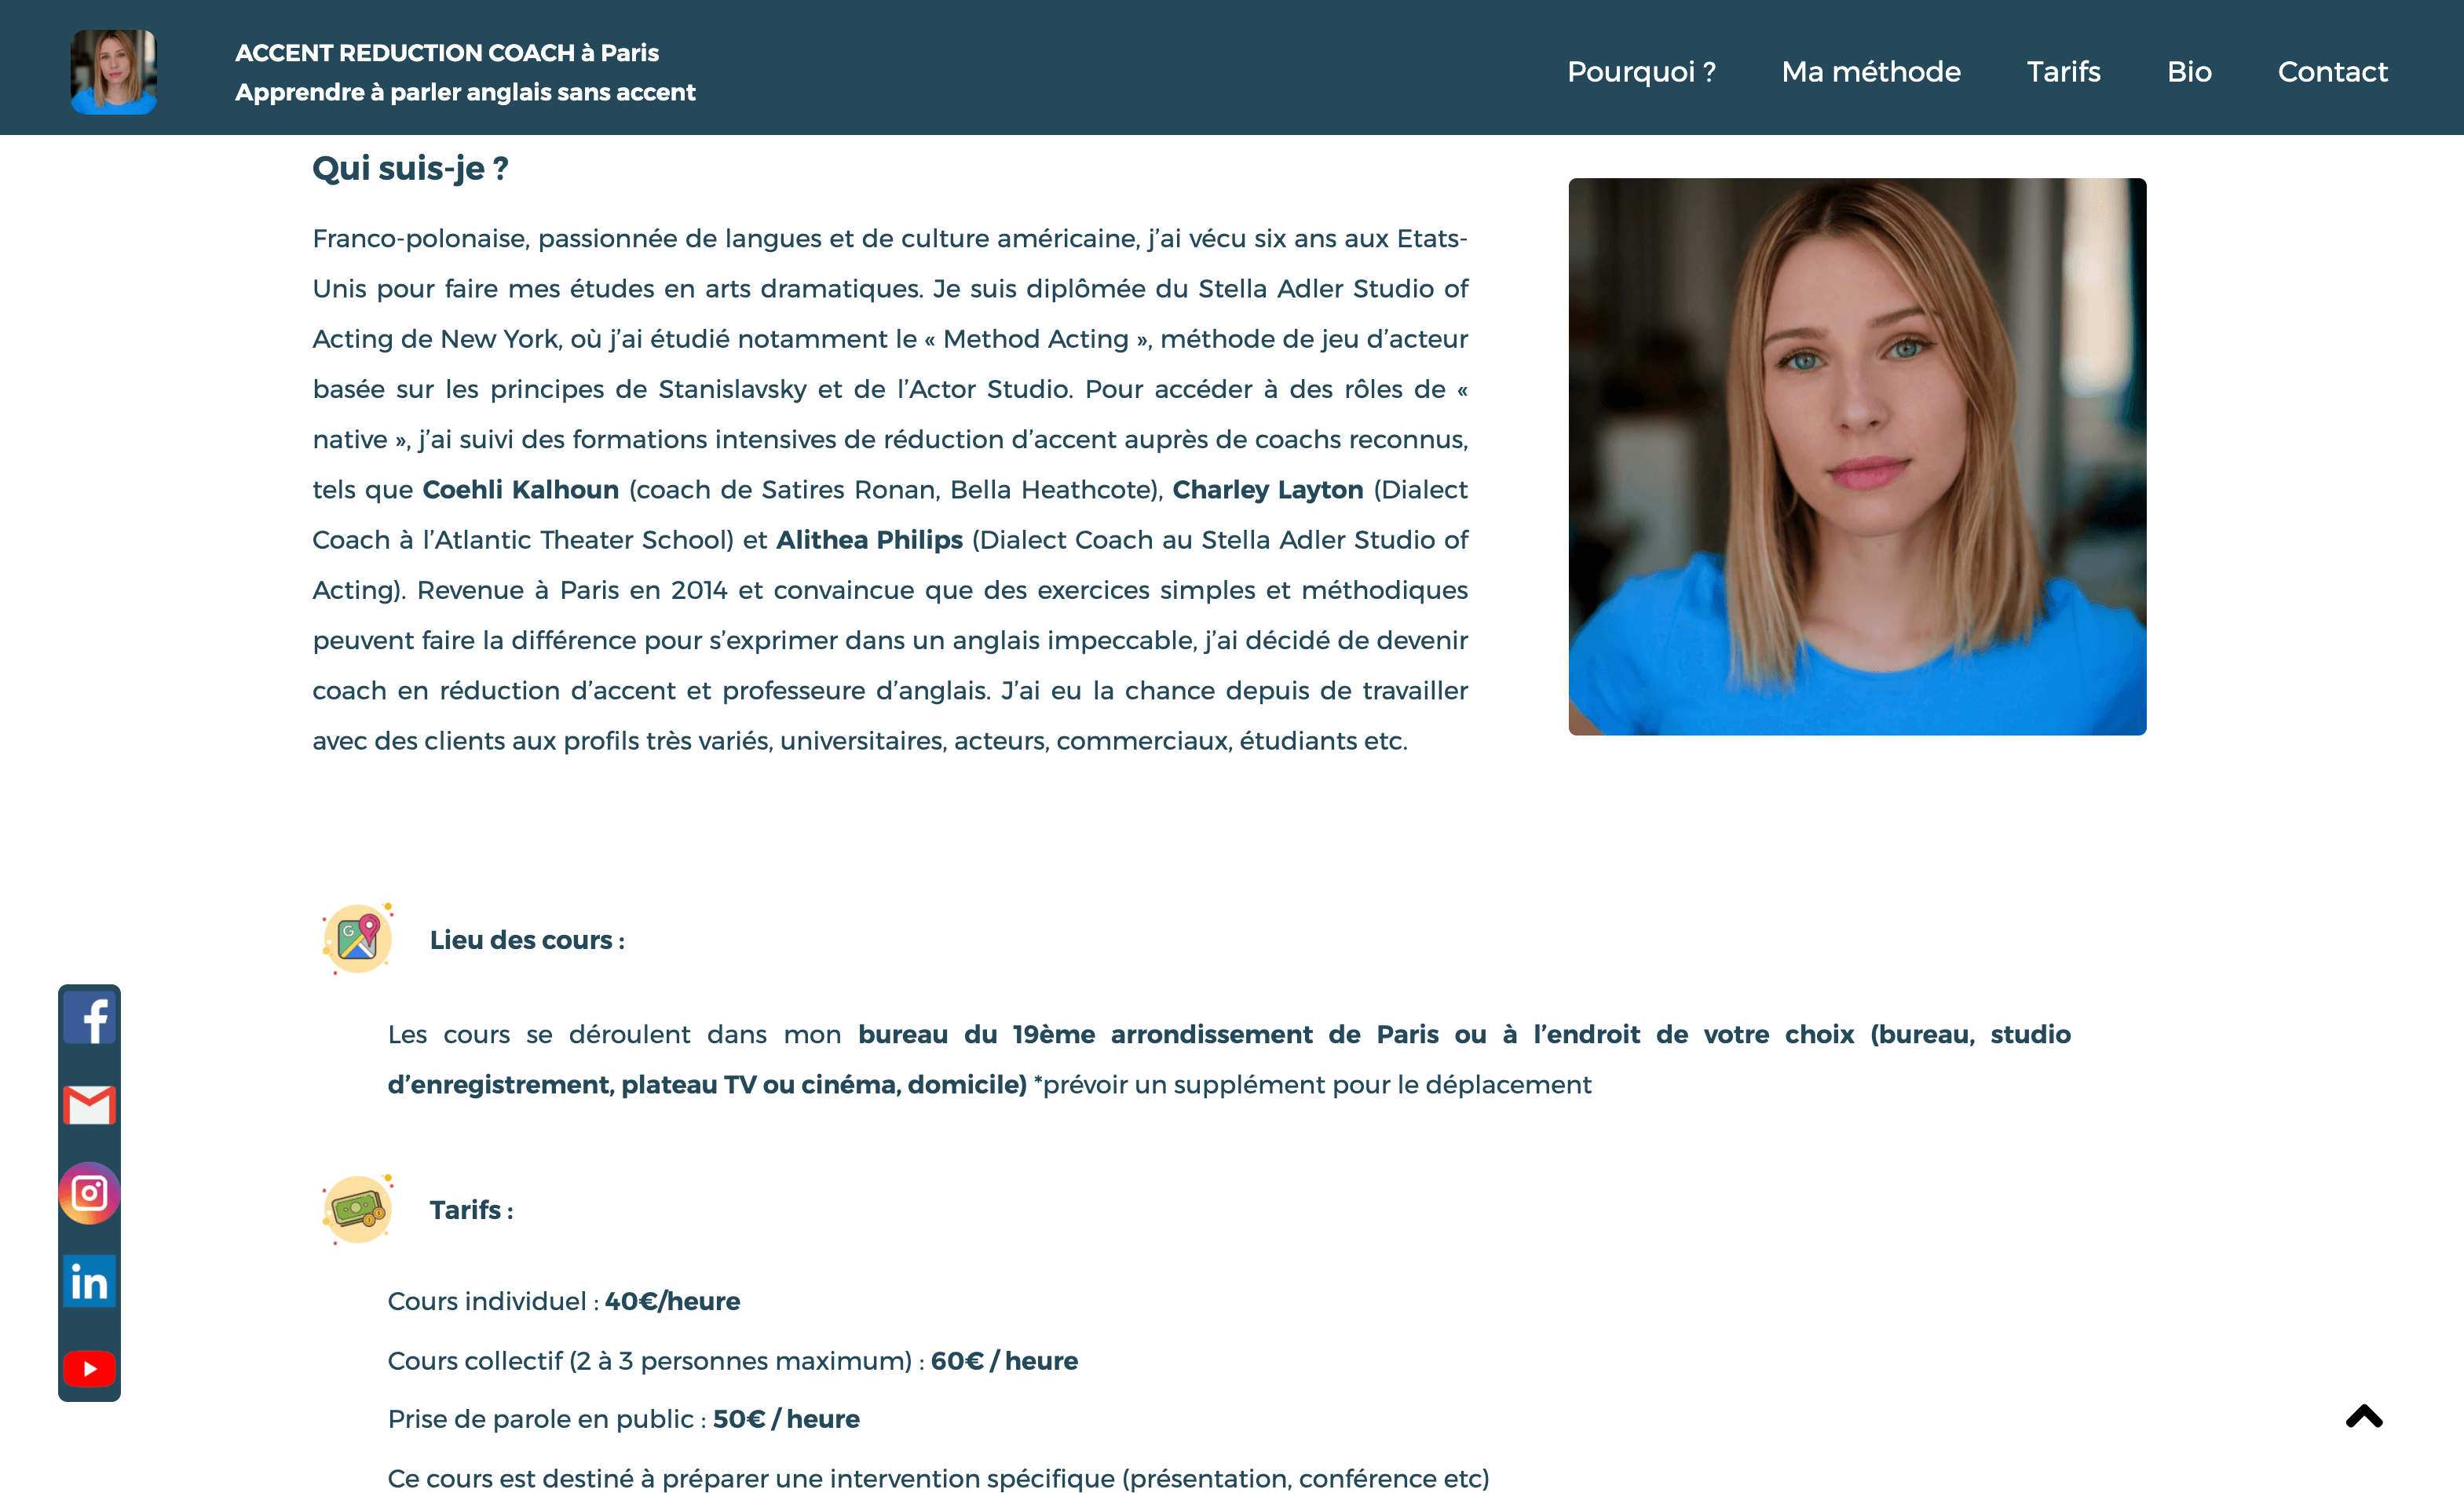 ACCENT REDUCTION COACH à Paris
Apprendre à parler anglais sans accent
Pourquoi ?
Ma méthode
Tarifs
Bio
Contact
Qui suis-je ?
Franco-polonaise, passionnée de langues et de culture américaine, j’ai vécu six ans aux Etats-
Unis pour faire mes études en arts dramatiques. Je suis diplômée du Stella Adler Studio of
Acting de New York, où j’ai étudié notamment le « Method Acting », méthode de jeu d’acteur
basée sur les principes de Stanislavsky et de l’Actor Studio. Pour accéder à des rôles de «
native », j’ai suivi des formations intensives de réduction d’accent auprès de coachs reconnus,
tels que Coehli Kalhoun (coach de Satires Ronan, Bella Heathcote), Charley Layton (Dialect
Coach à l’Atlantic Theater School) et Alithea Philips (Dialect Coach au Stella Adler Studio of
Acting). Revenue à Paris en 2014 et convaincue que des exercices simples et méthodiques
peuvent faire la différence pour s’exprimer dans un anglais impeccable, j’ai décidé de devenir
coach en réduction d’accent et professeure d’anglais. J’ai eu la chance depuis de travailler
avec des clients aux profils très variés, universitaires, acteurs, commerciaux, étudiants etc.
G
Lieu des cours :
Les cours se déroulent dans mon bureau du 19ème arrondissement de Paris ou à l’endroit de votre choix (bureau, studio
d’enregistrement, plateau TV ou cinéma, domicile) *prévoir un supplément pour le déplacement
Tarifs :
Cours individuel : 40€/heure
Cours collectif (2 à 3 personnes maximum) : 60€ / heure
Prise de parole en public : 50€ / heure
Ce cours est destiné à préparer une intervention spécifique (présentation, conférence etc)
f
in